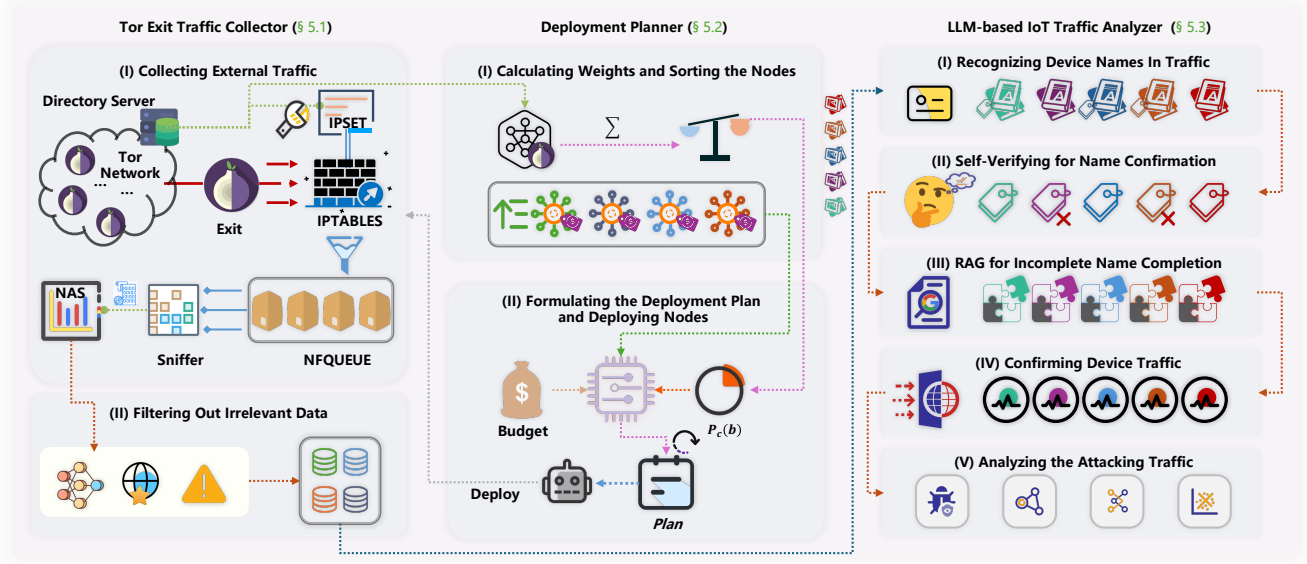 Tor Exit Traffic Collector (§ 5.1)
(I) Collecting External Traffic
Directory Server
IPSET
Tor
Network
... ...
Exit
IPTABLES
NAS
Sniffer
NFQUEUE
(II) Filtering Out Irrelevant Data
Deployment Planner (§ 5.2)
(I) Calculating Weights and Sorting the Nodes
∑
(II) Formulating the Deployment Plan
and Deploying Nodes
$
Budget
P_c(b)
Deploy
Plan
LLM-based IoT Traffic Analyzer (§ 5.3)
(I) Recognizing Device Names In Traffic
A A A A A
(II) Self-Verifying for Name Confirmation
(III) RAG for Incomplete Name Completion
G
(IV) Confirming Device Traffic
(V) Analyzing the Attacking Traffic